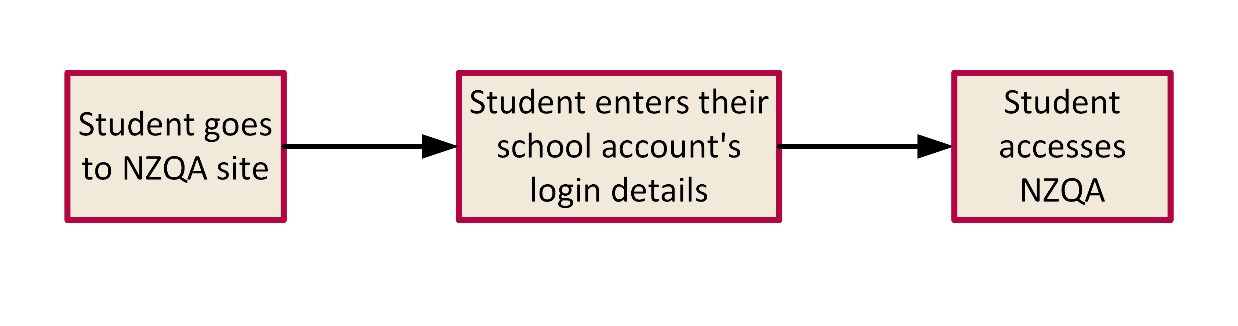 Student goes
to NZQA site
Student enters their
school account's
login details
Student
accesses
NZQA